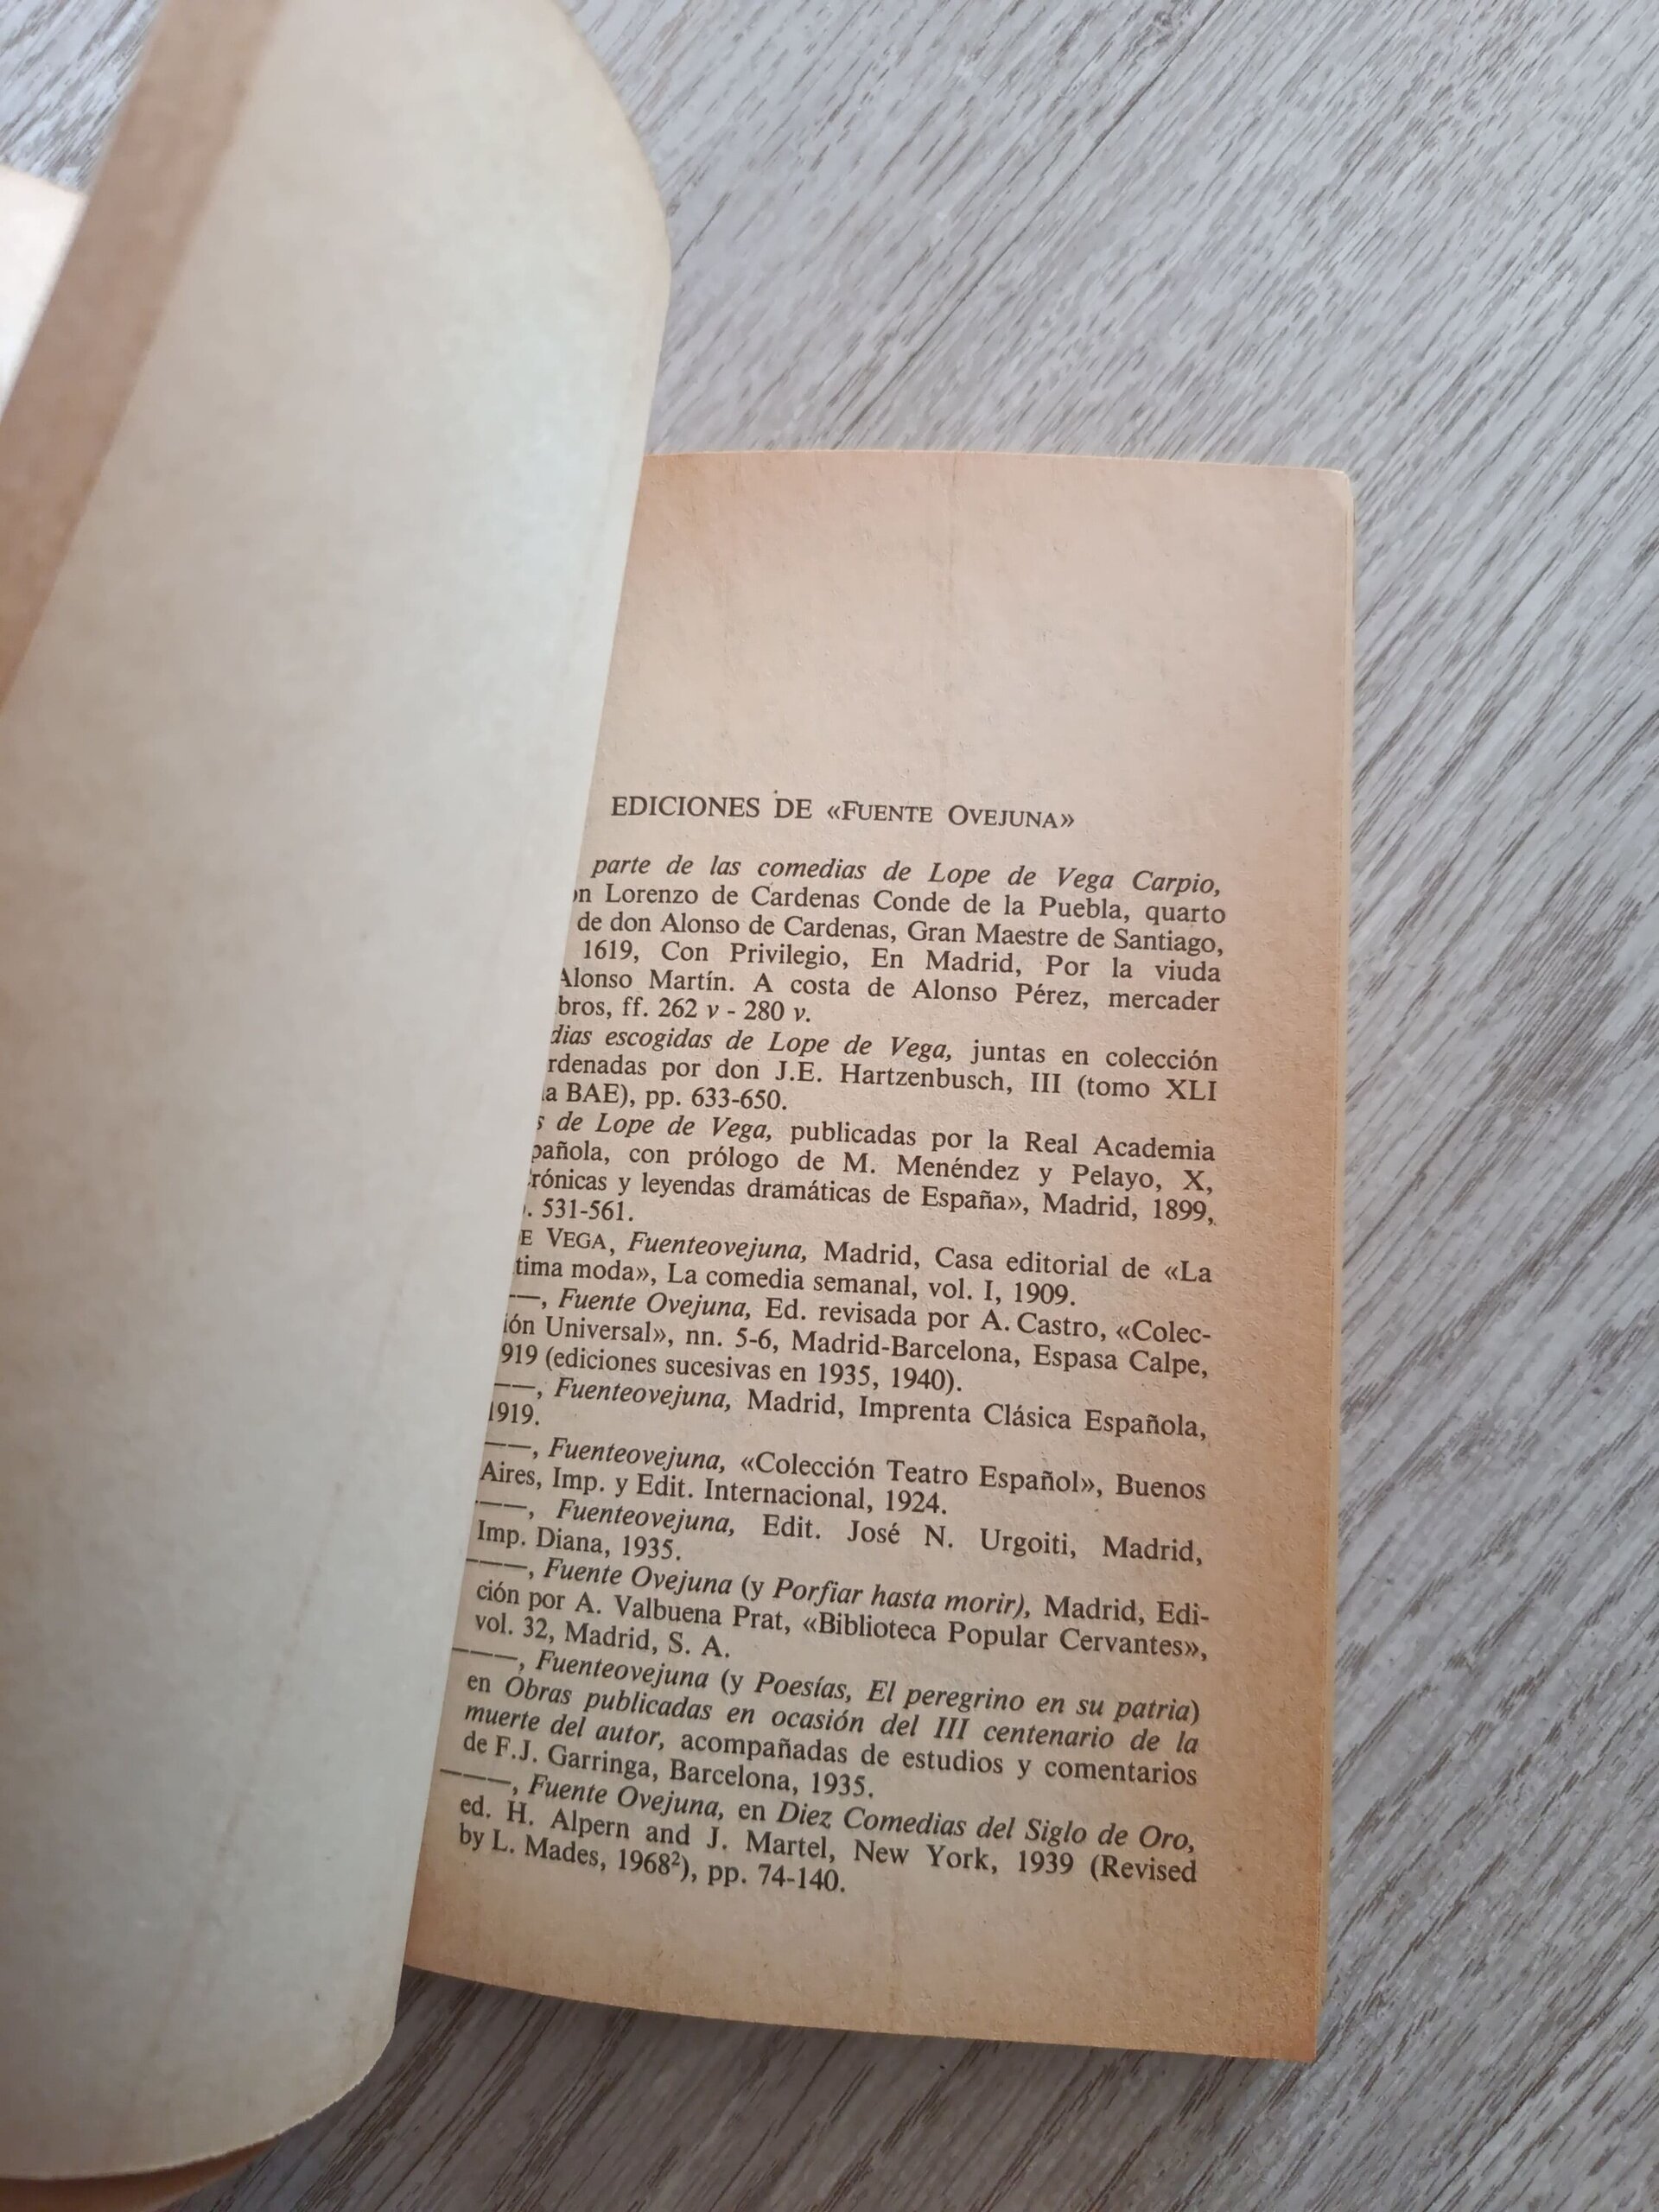 EDICIONES DE «FUENTE OVEJUNA»
parte de las comedias de Lope de Vega Carpio,
Lorenzo de Cardenas Conde de la Puebla, quarto
de don Alonso de Cardenas, Gran Maestre de Santiago,
1619, Con Privilegio, En Madrid, Por la viuda
Alonso Martín. A costa de Alonso Pérez, mercader
ff. 262 v - 280 v.
escogidas de Lope de Vega, juntas en colección
por don J.E. Hartzenbusch, III (tomo XLI
BAE), pp. 633-650.
de Lope de Vega, publicadas por la Real Academia
con prólogo de M. Menéndez y Pelayo, X,
y leyendas dramáticas de España», Madrid, 1899,
531-561.
VEGA, Fuenteovejuna, Madrid, Casa editorial de «La
moda», La comedia semanal, vol. I, 1909.
——, Fuente Ovejuna, Ed. revisada por A. Castro, «Colec-
ión Universal», nn. 5-6, Madrid-Barcelona, Espasa Calpe,
919 (ediciones sucesivas en 1935, 1940).
——, Fuenteovejuna, Madrid, Imprenta Clásica Española,
1919.
——, Fuenteovejuna, «Colección Teatro Español», Buenos
Aires, Imp. y Edit. Internacional, 1924.
———, Fuenteovejuna, Edit. José N. Urgoiti, Madrid,
Imp. Diana, 1935.
———, Fuente Ovejuna (y Porfiar hasta morir), Madrid, Edi-
ción por A. Valbuena Prat, «Biblioteca Popular Cervantes»,
vol. 32, Madrid, S. A.
———, Fuenteovejuna (y Poesías, El peregrino en su patria)
en Obras publicadas en ocasión del III centenario de la
muerte del autor, acompañadas de estudios y comentarios
de F.J. Garringa, Barcelona, 1935.
———, Fuente Ovejuna, en Diez Comedias del Siglo de Oro,
ed. H. Alpern and J. Martel, New York, 1939 (Revised
by L. Mades, 1968²), pp. 74-140.